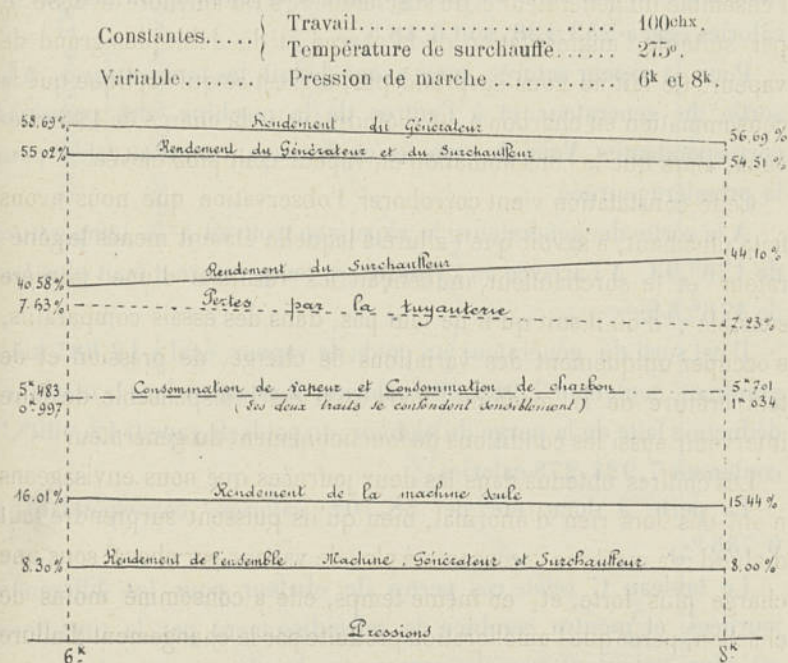 Constantes.... { Travail................................ 100chx.
Température de surchauffe...... 275o.
Variable....... Pression de marche............... 6k et 8k.
58.69% Rendement du Générateur 56.69 %
55 02% Rendement du Générateur et du Surchauffeur 54.51 %
40.58% Rendement du Surchauffeur 44.10 %
7.63% Pertes par la tuyauterie 7.23%
5k483 Consommation de vapeur et Consommation de charbon 5k701
0k997 (Les deux traits se confondent sensiblement) 1k034
16.01% Rendement de la machine seule 15.44 %
8.30% Rendement de l'ensemble Machine, Générateur et Surchauffeur 8.00%
Pressions
6k 8k